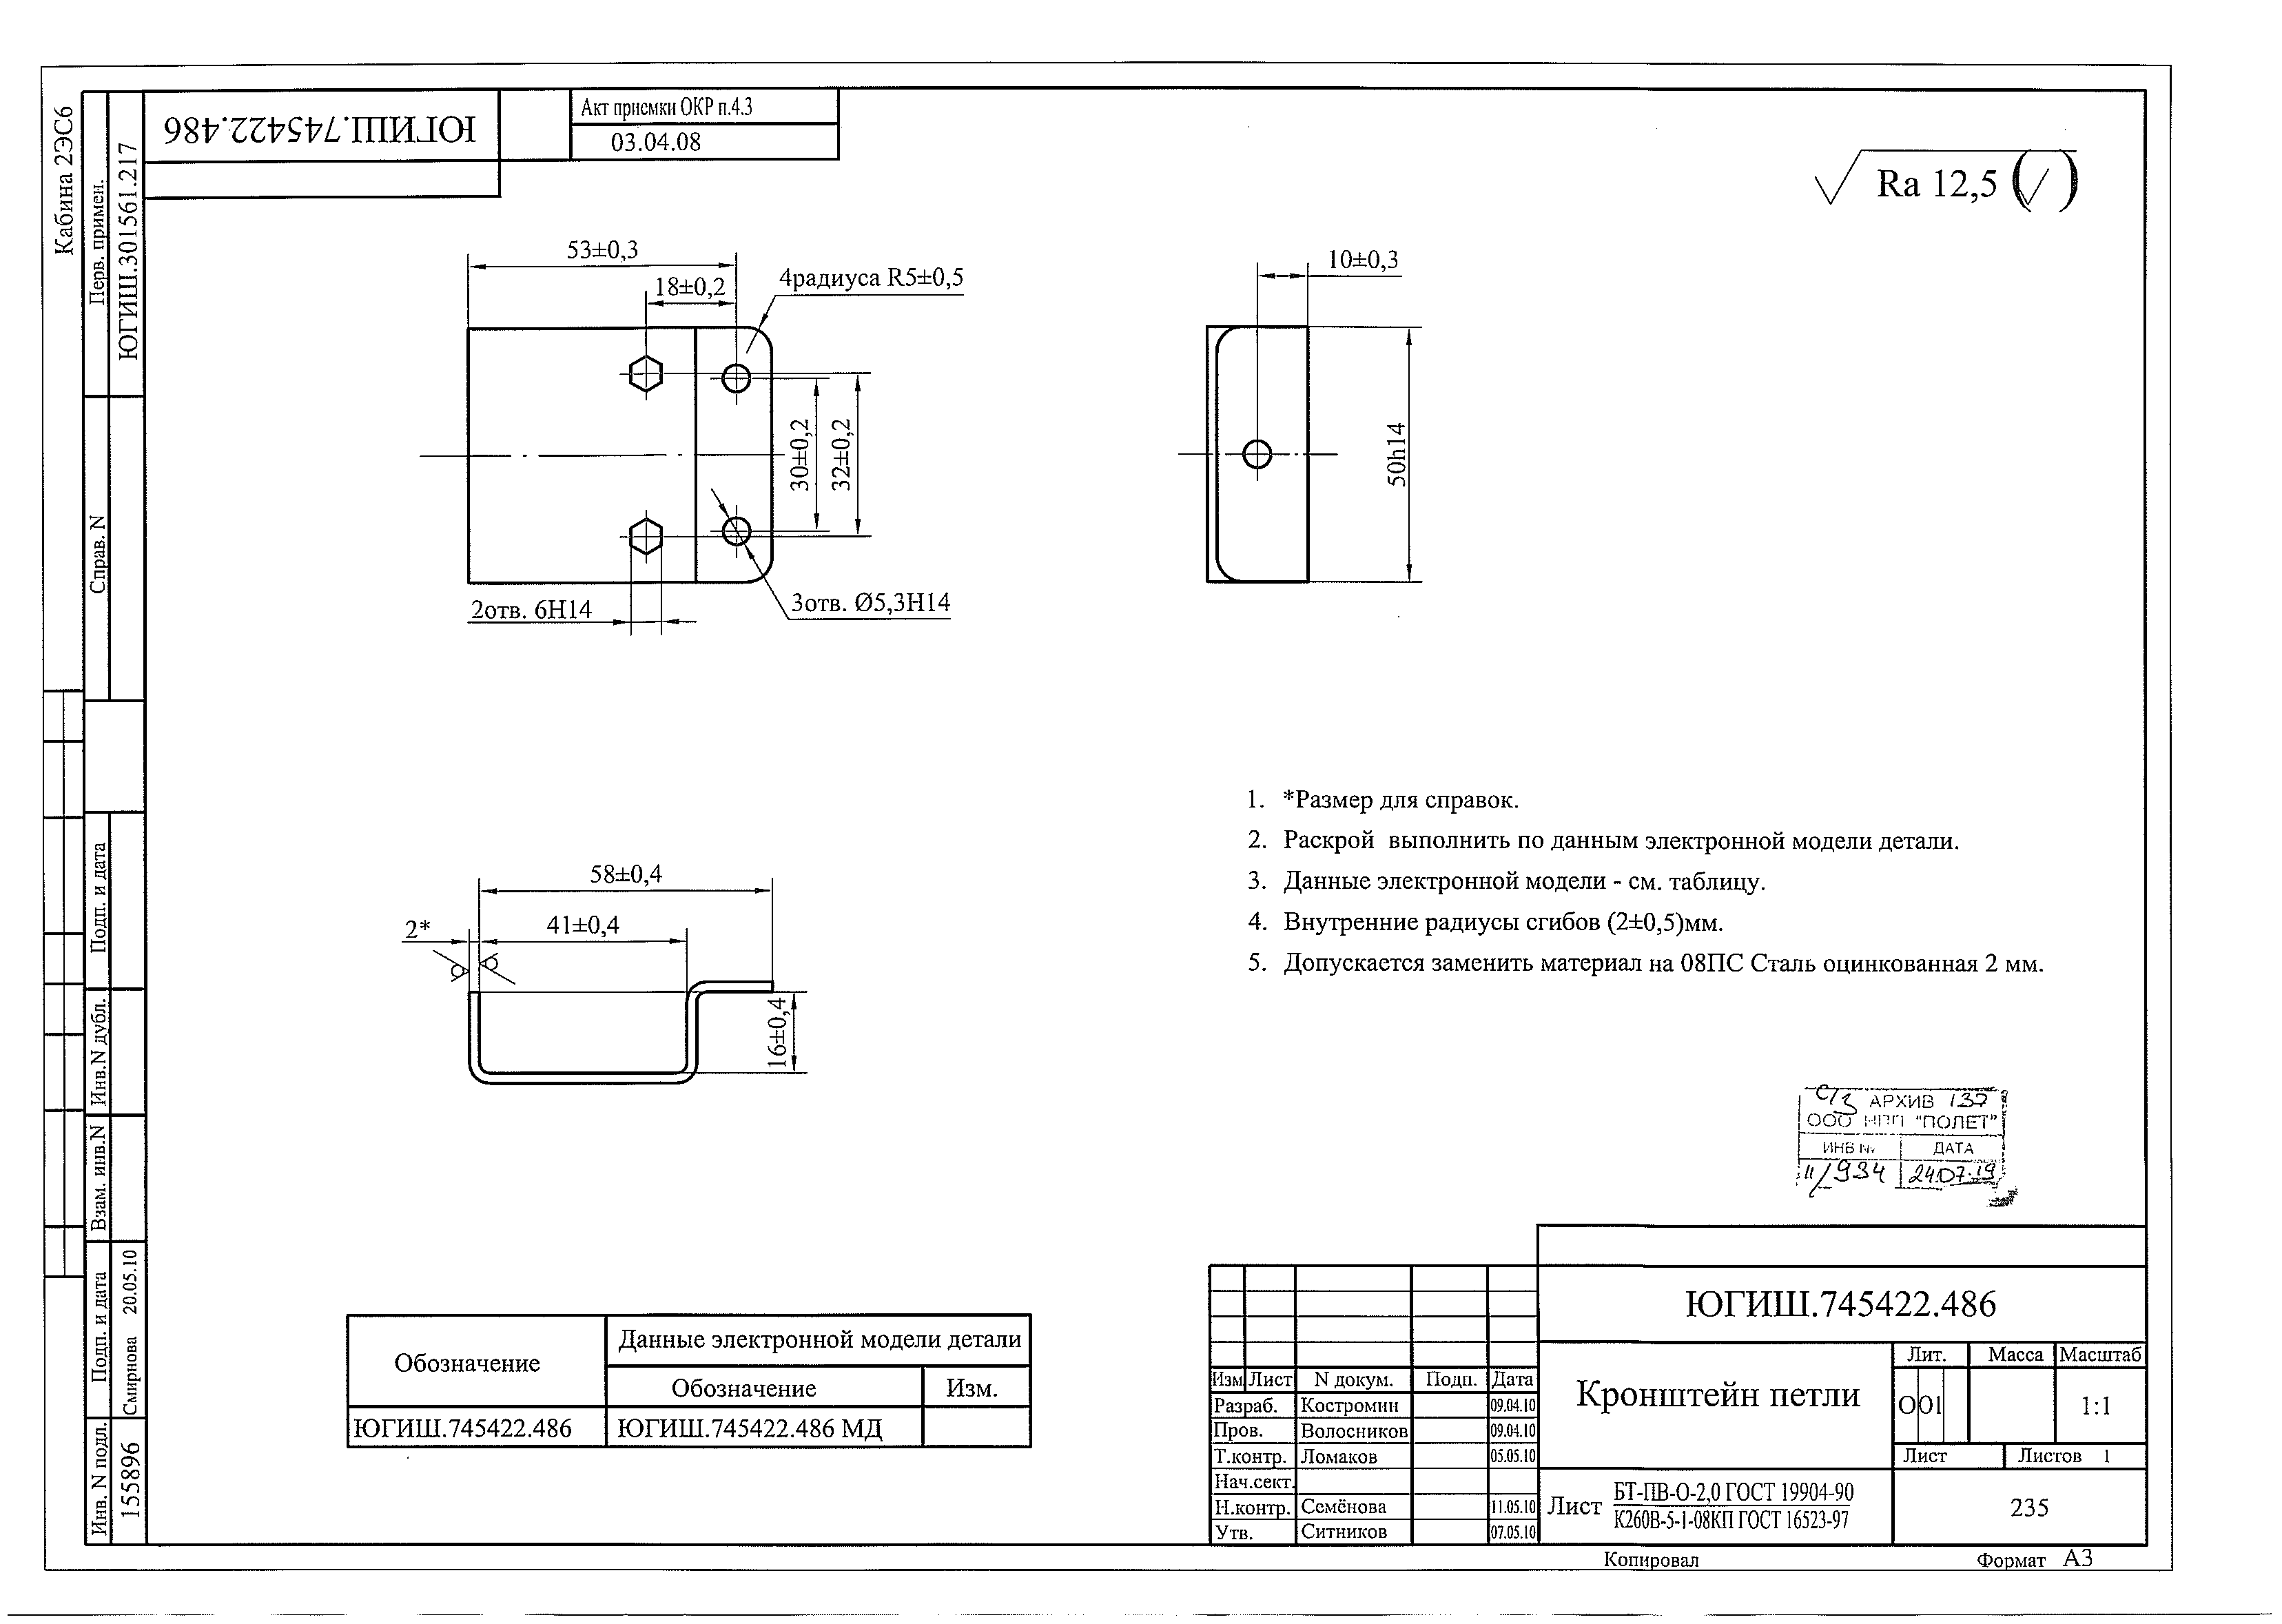 Кабина 2ЭС6
Перв. примен.
ЮГИШ.301561.217
Справ. N
Подп. и дата
Инв.N дубл.
Взам. инв.N
Подп. и дата
Смирнова 20.05.10
Инв. N подл.
155896
ЮГИШ.745422.486
Акт приемки ОКР п.4.3
03.04.08
Ra 12,5
53±0,3
18±0,2
4радиуса R5±0,5
30±0,2
32±0,2
2отв. 6H14
3отв. Ø5,3H14
10±0,3
50h14
58±0,4
41±0,4
2*
16±0,4
1. *Размер для справок.
2. Раскрой выполнить по данным электронной модели детали.
3. Данные электронной модели - см. таблицу.
4. Внутренние радиусы сгибов (2±0,5)мм.
5. Допускается заменить материал на 08ПС Сталь оцинкованная 2 мм.
АРХИВ 137
ООО НПП "ПОЛЕТ"
ИНВ № ДАТА
11/934 24.07.19
Обозначение
Данные электронной модели детали
Обозначение Изм.
ЮГИШ.745422.486 ЮГИШ.745422.486 МД
ЮГИШ.745422.486
Кронштейн петли
Лит. Масса Масштаб
О О1 1:1
Лист Листов 1
Изм Лист N докум. Подп. Дата
Разраб. Костромин 09.04.10
Пров. Волосников 09.04.10
Т.контр. Ломаков 05.05.10
Нач.сект.
Н.контр. Семёнова 11.05.10
Утв. Ситников 07.05.10
Лист
БТ-ПВ-О-2,0 ГОСТ 19904-90
К260В-5-1-08КП ГОСТ 16523-97
235
Копировал
Формат А3